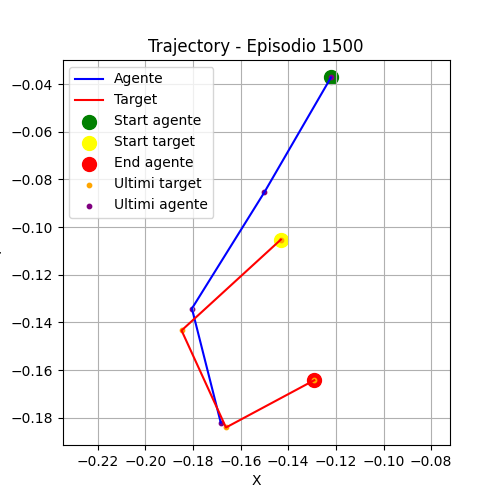 Trajectory - Episodio 1500
Agente
Target
Start agente
Start target
End agente
Ultimi target
Ultimi agente
−0.04
−0.06
−0.08
−0.10
−0.12
−0.14
−0.16
−0.18
−0.22 −0.20 −0.18 −0.16 −0.14 −0.12 −0.10 −0.08
X